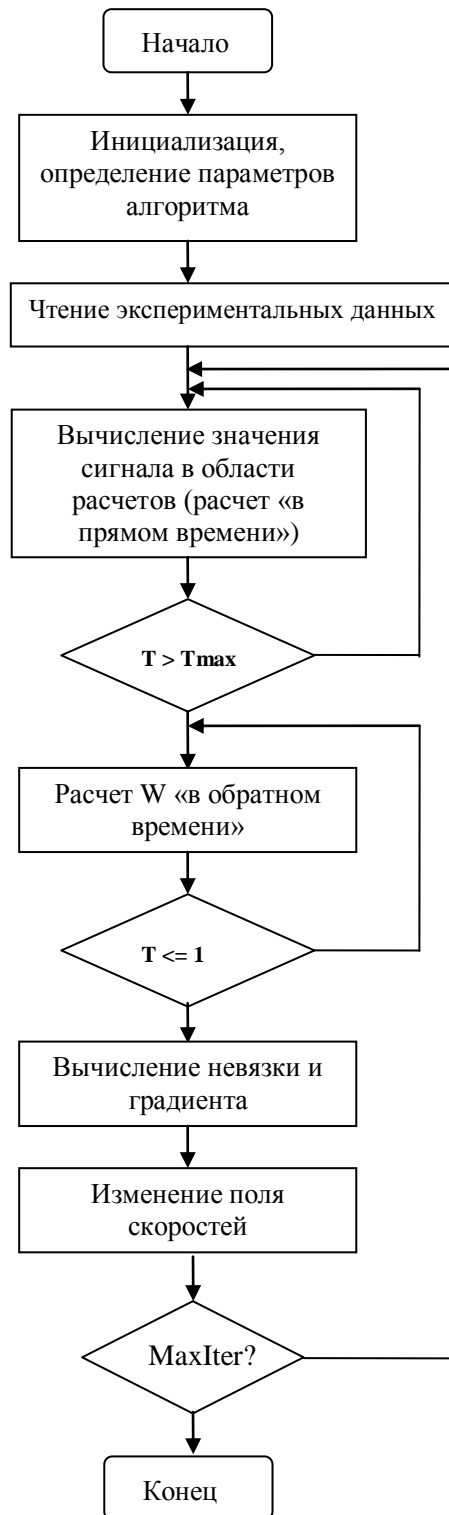 Начало
Инициализация,
определение параметров
алгоритма
Чтение экспериментальных данных
Вычисление значения
сигнала в области
расчетов (расчет «в
прямом времени»)
T > Tmax
Расчет W «в обратном
времени»
T <= 1
Вычисление невязки и
градиента
Изменение поля
скоростей
MaxIter?
Конец